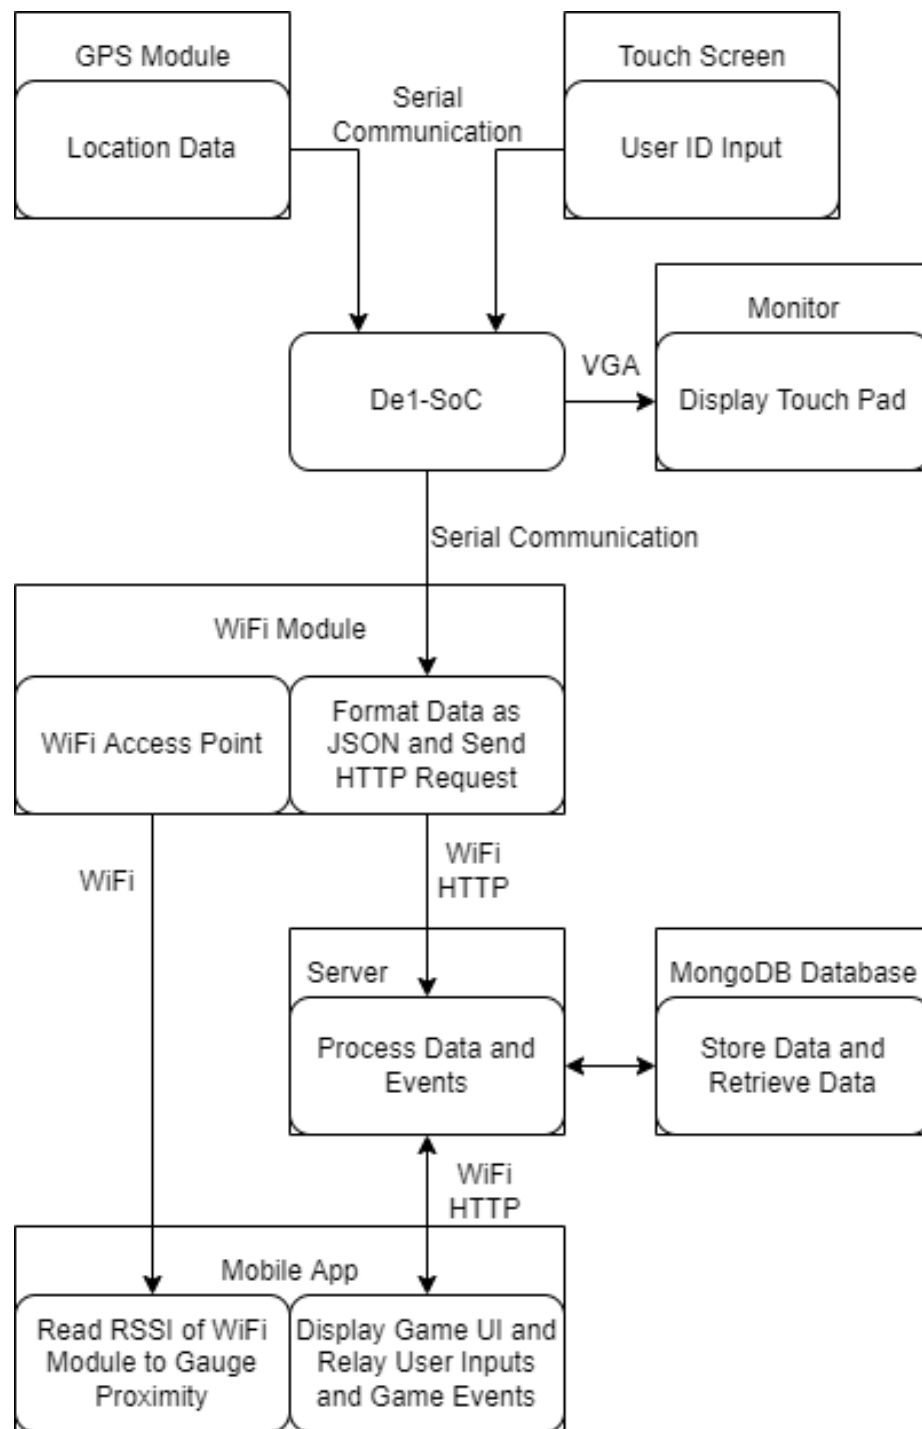 GPS Module
Touch Screen
Location Data
Serial
Communication
User ID Input
Monitor
De1-SoC
VGA
Display Touch Pad
Serial Communication
WiFi Module
WiFi Access Point
Format Data as
JSON and Send
HTTP Request
WiFi
WiFi
HTTP
Server
MongoDB Database
Process Data and
Events
Store Data and
Retrieve Data
WiFi
HTTP
Mobile App
Read RSSI of WiFi
Module to Gauge
Proximity
Display Game UI and
Relay User Inputs
and Game Events